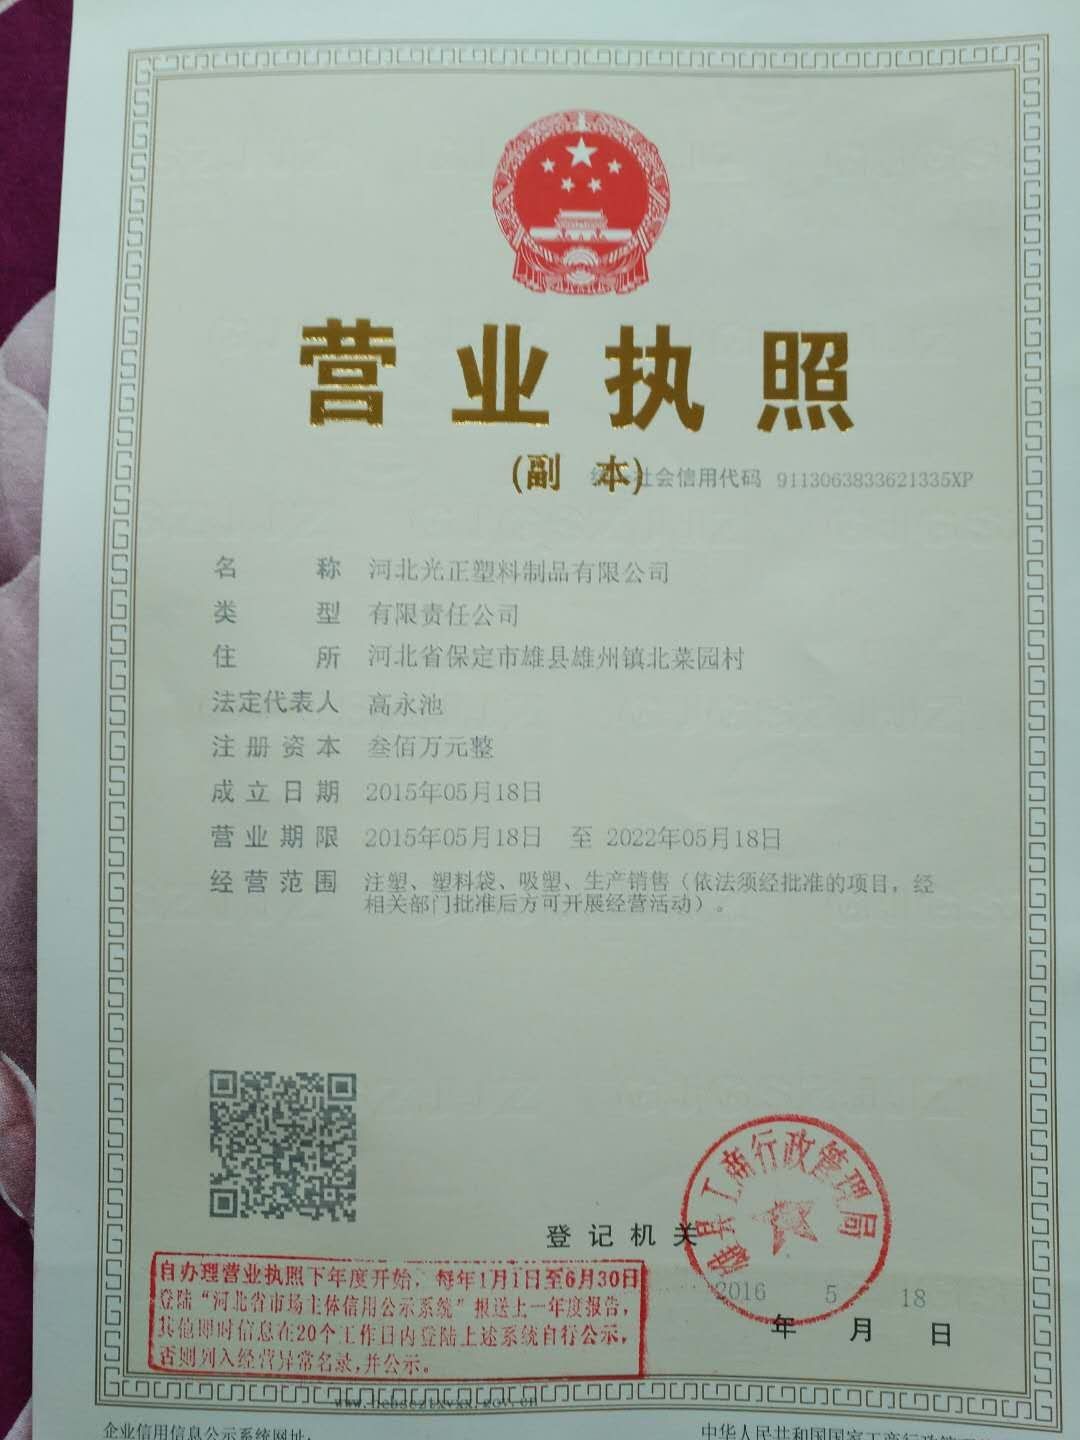 营业执照
(副 本)
统一社会信用代码 91130638336213​35XP
名称 河北光正塑料制品有限公司
类型 有限责任公司
住所 河北省保定市雄县雄州镇北菜园村
法定代表人 高永池
注册资本 叁佰万元整
成立日期 2015年05月18日
营业期限 2015年05月18日 至 2022年05月18日
经营范围 注塑、塑料袋、吸塑、生产销售（依法须经批准的项目，经
相关部门批准后方可开展经营活动）。
雄县工商行政管理局
登记机关
2016 5 18
年 月 日
自办理营业执照下年度开始，每年1月1日至6月30日
登陆“河北省市场主体信用公示系统”报送上一年度报告，
其他即时信息在20个工作日内登陆上述系统自行公示，
否则列入经营异常名录，并公示。
企业信用信息公示系统网址：
中华人民共和国国家工商行政管理